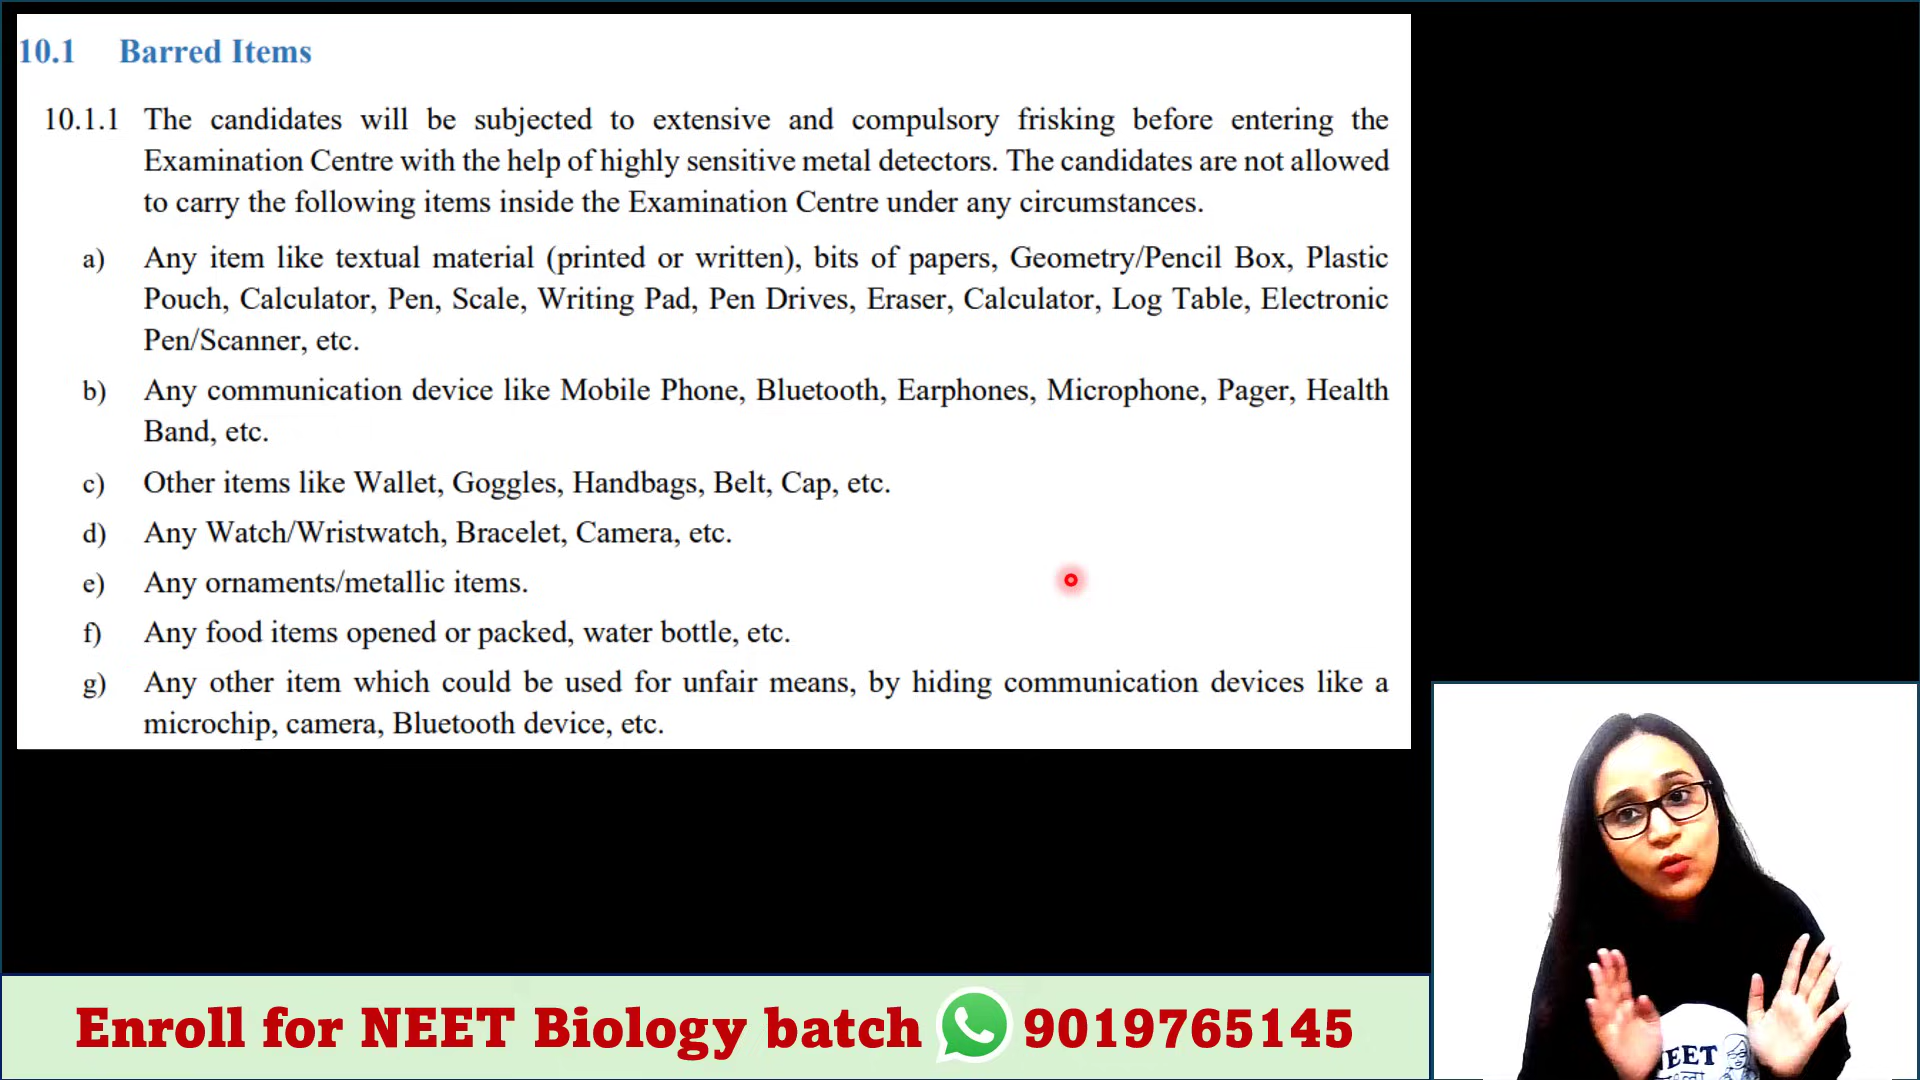 10.1 Barred Items
10.1.1 The candidates will be subjected to extensive and compulsory frisking before entering the
Examination Centre with the help of highly sensitive metal detectors. The candidates are not allowed
to carry the following items inside the Examination Centre under any circumstances.
a) Any item like textual material (printed or written), bits of papers, Geometry/Pencil Box, Plastic
Pouch, Calculator, Pen, Scale, Writing Pad, Pen Drives, Eraser, Calculator, Log Table, Electronic
Pen/Scanner, etc.
b) Any communication device like Mobile Phone, Bluetooth, Earphones, Microphone, Pager, Health
Band, etc.
c) Other items like Wallet, Goggles, Handbags, Belt, Cap, etc.
d) Any Watch/Wristwatch, Bracelet, Camera, etc.
e) Any ornaments/metallic items.
f) Any food items opened or packed, water bottle, etc.
g) Any other item which could be used for unfair means, by hiding communication devices like a
microchip, camera, Bluetooth device, etc.
Enroll for NEET Biology batch 9019765145